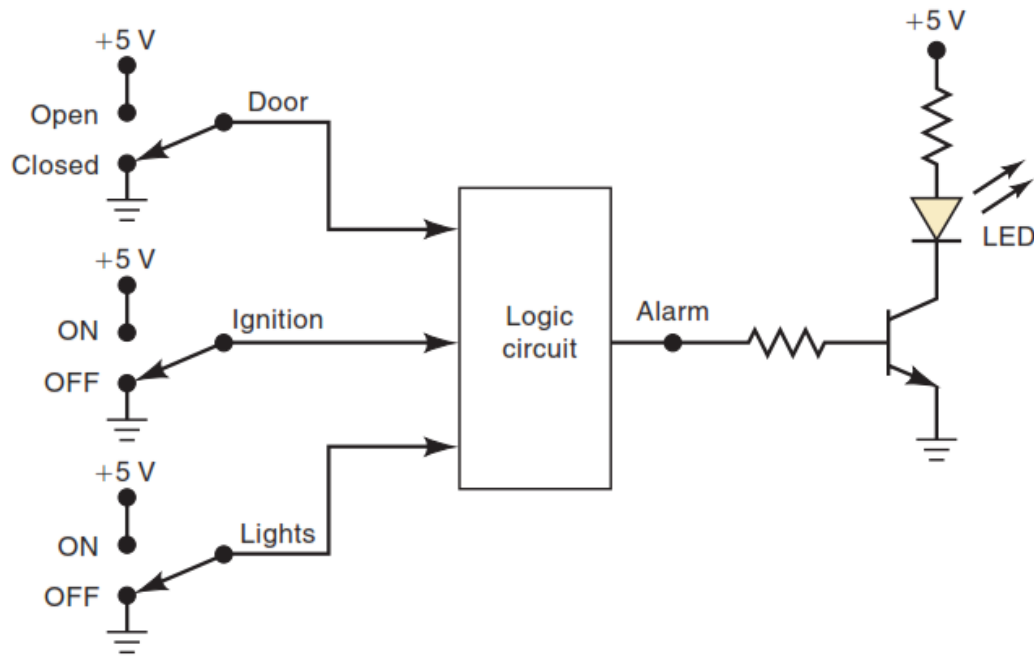 +5 V
Open
Closed
Door
+5 V
ON
OFF
Ignition
+5 V
ON
OFF
Lights
Logic
circuit
Alarm
+5 V
LED